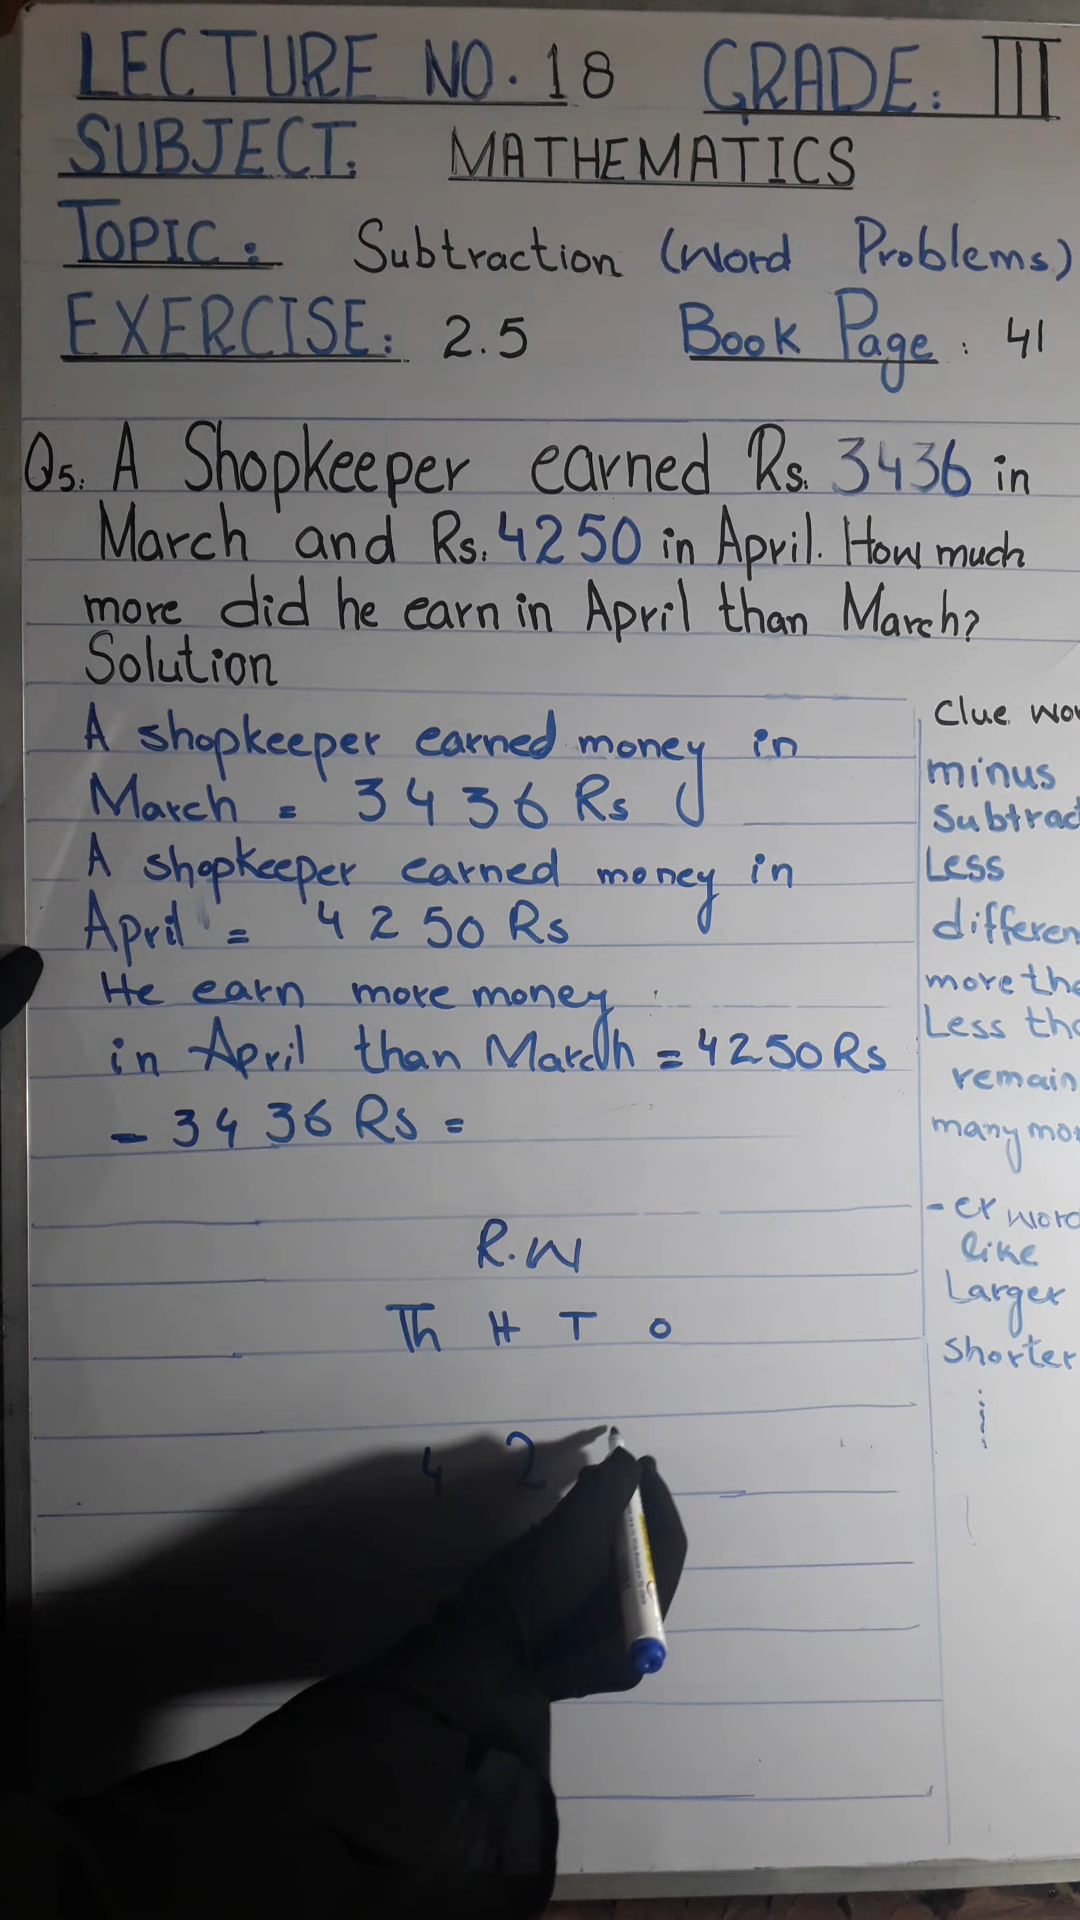 LECTURE NO. 18 GRADE: III
SUBJECT: MATHEMATICS
TOPIC: Subtraction (Word Problems)
EXERCISE: 2.5 Book Page: 41
Q5. A Shopkeeper earned Rs. 3436 in
March and Rs. 4250 in April. How much
more did he earn in April than March?
Solution
A shopkeeper earned money in
March = 3436 Rs
A shopkeeper earned money in
April = 4250 Rs
He earn more money
in April than March = 4250 Rs
- 3436 Rs =
R.W
Th H T O
4 2
Clue
minus
Less
more
Less
many
- er
like
Larger
shorter